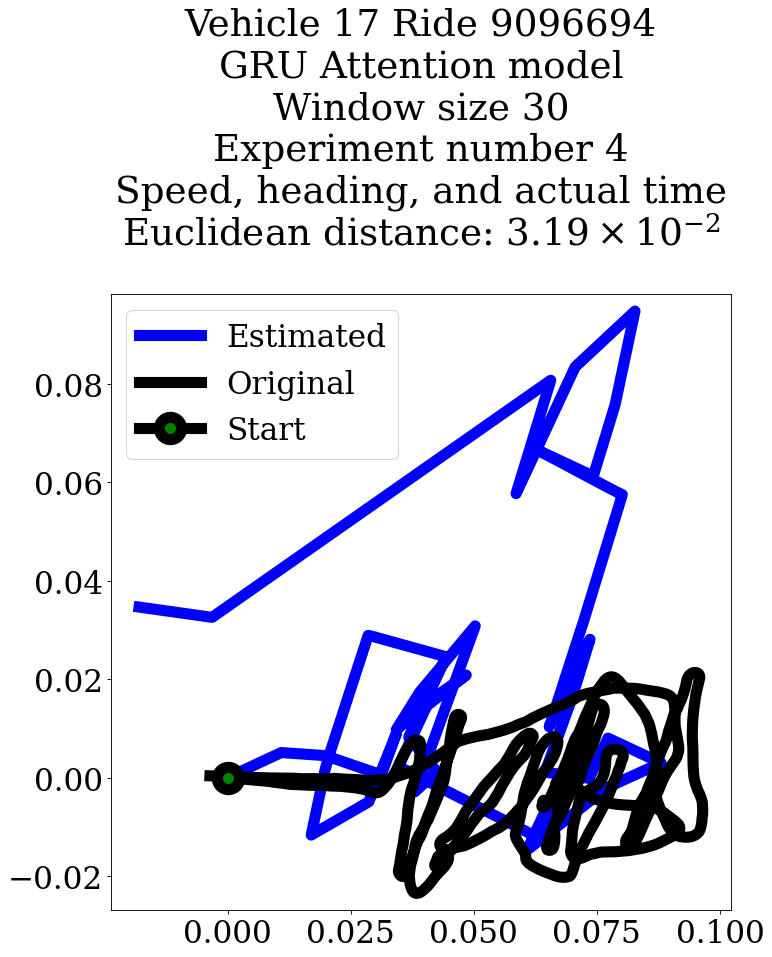 Vehicle 17 Ride 9096694
GRU Attention model
Window size 30
Experiment number 4
Speed, heading, and actual time
Euclidean distance: 3.19 × 10⁻²
Estimated
Original
Start
0.08
0.06
0.04
0.02
0.00
−0.02
0.000 0.025 0.050 0.075 0.100